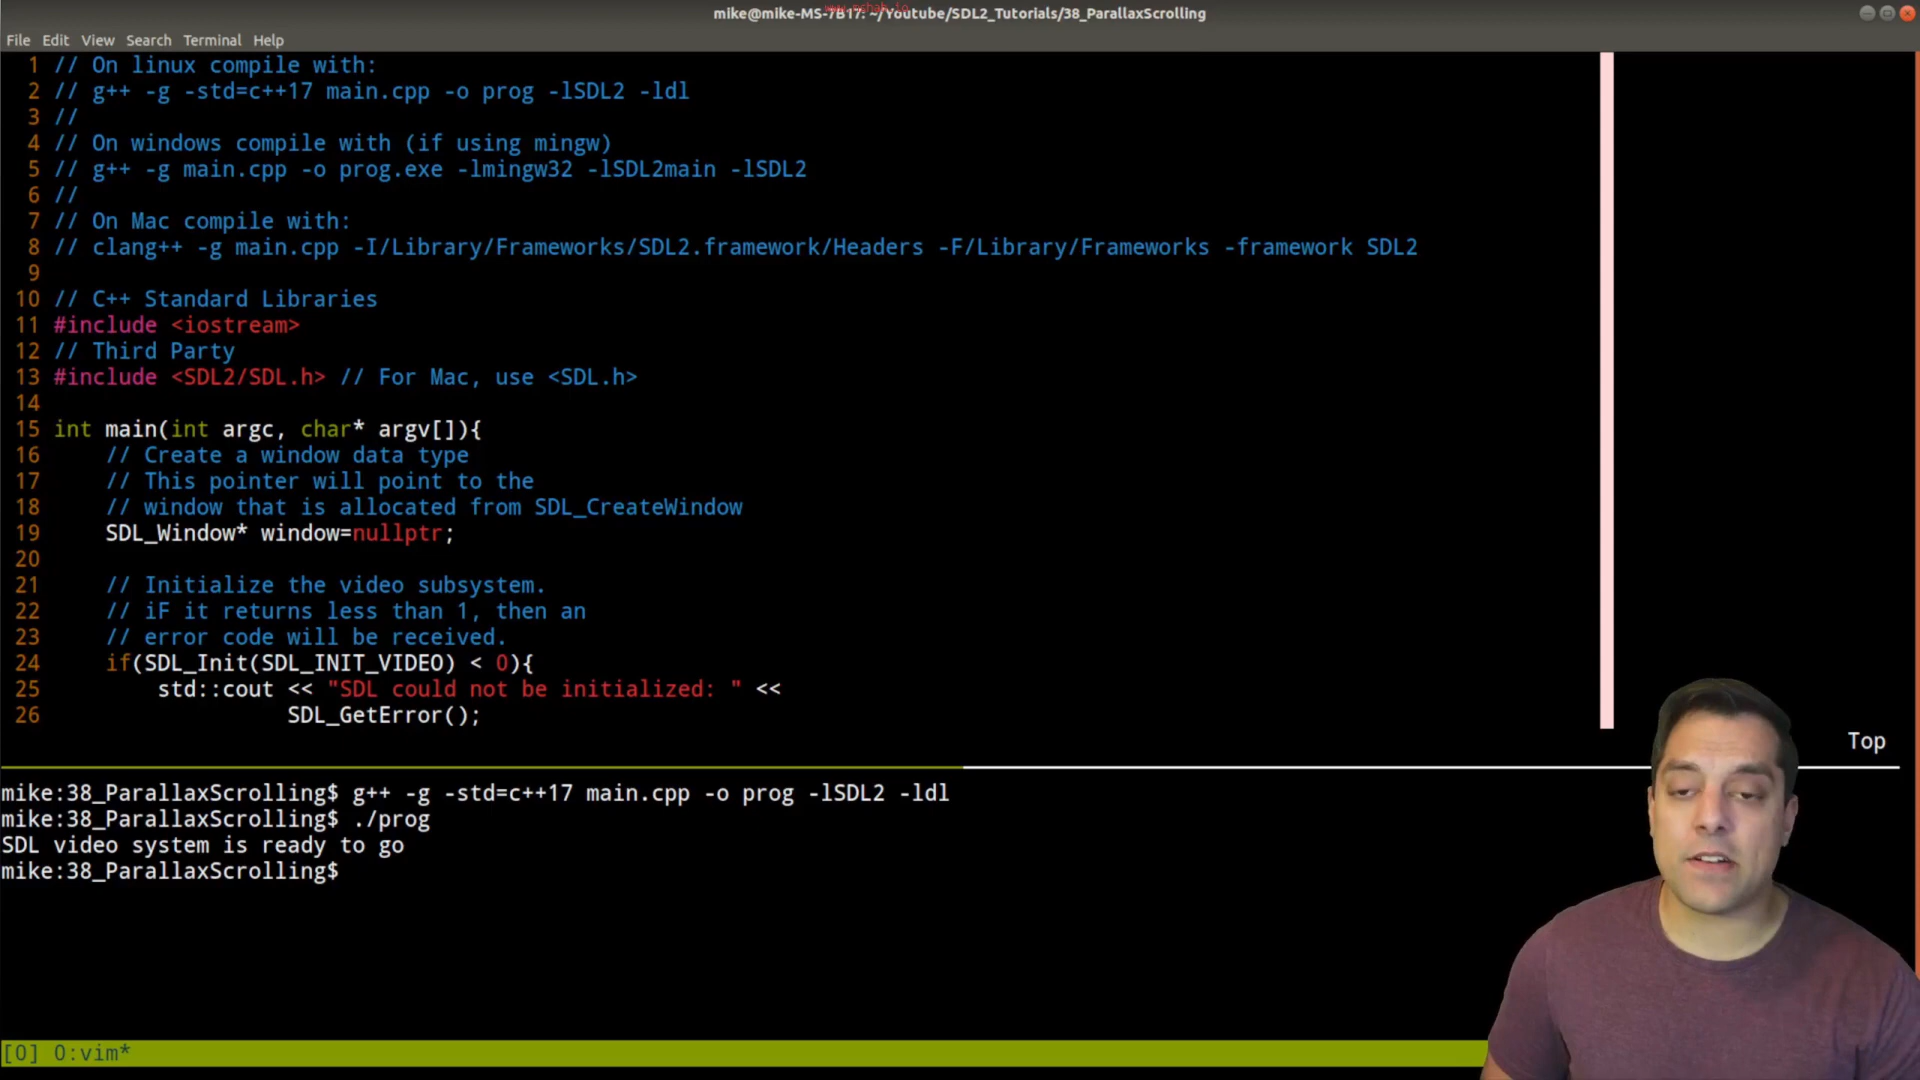 mike@mike-MS-7B17: ~/Youtube/SDL2_Tutorials/38_ParallaxScrolling
File Edit View Search Terminal Help
1 // On linux compile with:
2 // g++ -g -std=c++17 main.cpp -o prog -lSDL2 -ldl
3 //
4 // On windows compile with (if using mingw)
5 // g++ -g main.cpp -o prog.exe -lmingw32 -lSDL2main -lSDL2
6 //
7 // On Mac compile with:
8 // clang++ -g main.cpp -I/Library/Frameworks/SDL2.framework/Headers -F/Library/Frameworks -framework SDL2
9
10 // C++ Standard Libraries
11 #include <iostream>
12 // Third Party
13 #include <SDL2/SDL.h> // For Mac, use <SDL.h>
14
15 int main(int argc, char* argv[]){
16     // Create a window data type
17     // This pointer will point to the
18     // window that is allocated from SDL_CreateWindow
19     SDL_Window* window=nullptr;
20
21     // Initialize the video subsystem.
22     // iF it returns less than 1, then an
23     // error code will be received.
24     if(SDL_Init(SDL_INIT_VIDEO) < 0){
25         std::cout << "SDL could not be initialized: " <<
26                   SDL_GetError();
Top
mike:38_ParallaxScrolling$ g++ -g -std=c++17 main.cpp -o prog -lSDL2 -ldl
mike:38_ParallaxScrolling$ ./prog
SDL video system is ready to go
mike:38_ParallaxScrolling$
[0] 0:vim*